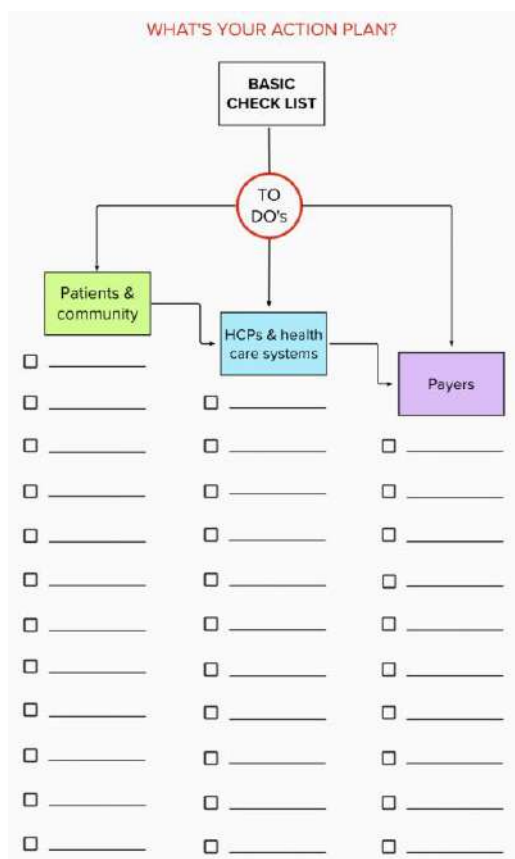 WHAT'S YOUR ACTION PLAN?
BASIC
CHECK LIST
TO
DO's
Patients &
community
HCPs & health
care systems
Payers